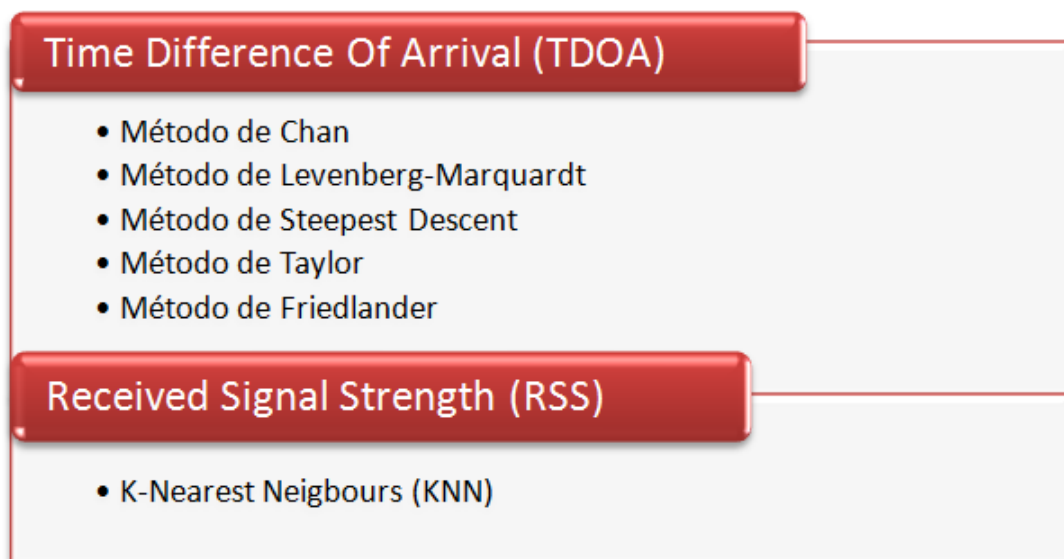 Time Difference Of Arrival (TDOA)
• Método de Chan
• Método de Levenberg-Marquardt
• Método de Steepest Descent
• Método de Taylor
• Método de Friedlander
Received Signal Strength (RSS)
• K-Nearest Neigbours (KNN)